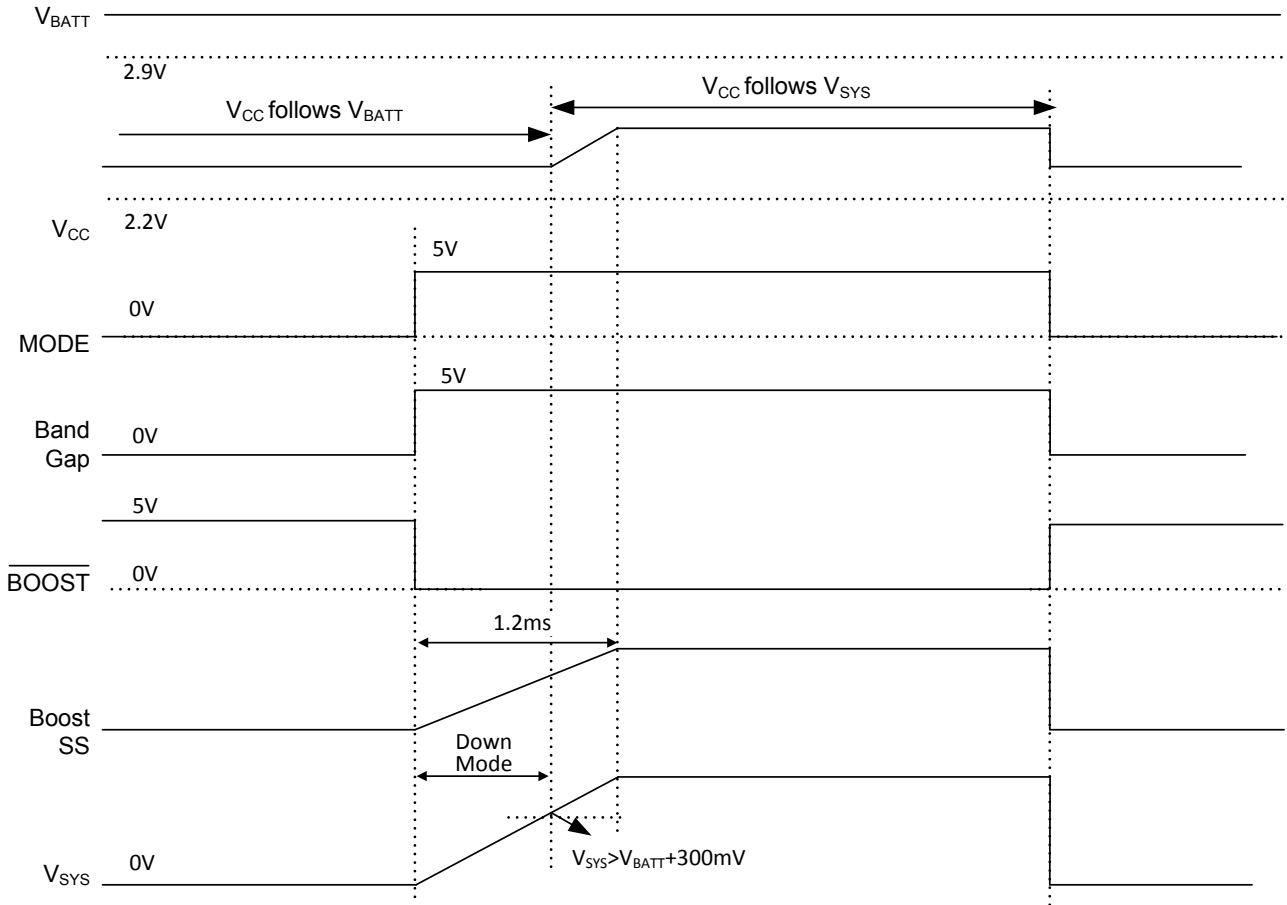 VBATT
2.9V
VCC follows VSYS
VCC follows VBATT
2.2V
VCC
5V
0V
MODE
5V
Band
Gap
0V
5V
BOOST
0V
1.2ms
Boost
SS
Down
Mode
VSYS>VBATT+300mV
0V
VSYS